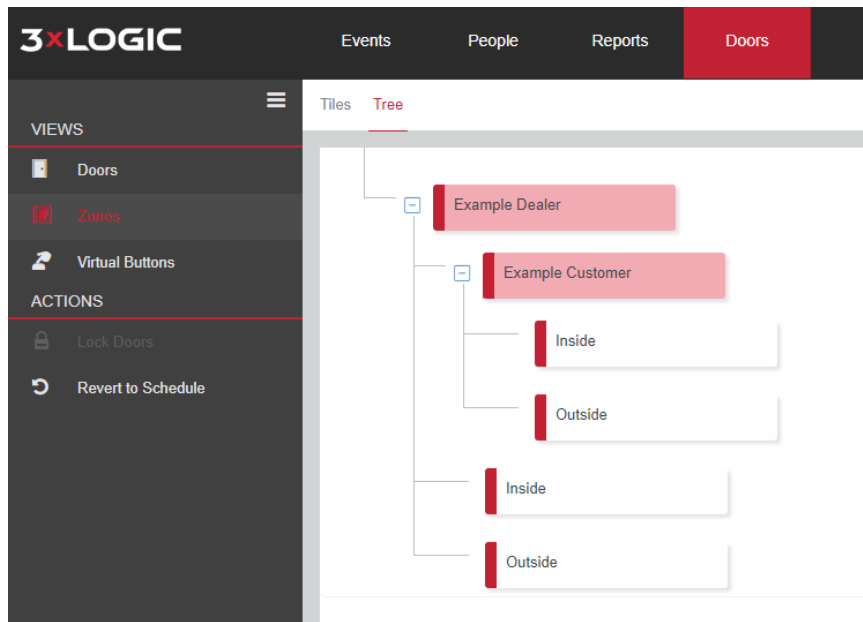 3xLOGIC
Events
People
Reports
Doors
Tiles
Tree
VIEWS
Doors
Zones
Virtual Buttons
ACTIONS
Lock Doors
Revert to Schedule
Example Dealer
Example Customer
Inside
Outside
Inside
Outside